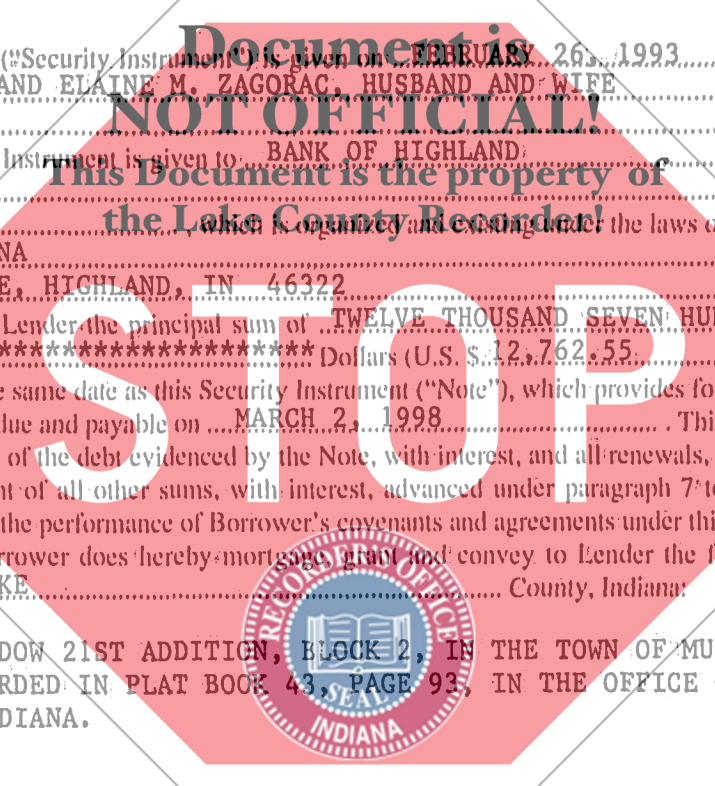 Document is
("Security Instrument") is given on FEBRUARY 26, 1993
AND ELAINE M. ZAGORAC, HUSBAND AND WIFE
NOT OFFICIAL!
Instrument is given to BANK OF HIGHLAND
This Document is the property of
the Lake County Recorder!
which is organized and existing under the laws o
NA
E, HIGHLAND, IN 46322
Lender the principal sum of TWELVE THOUSAND SEVEN HU
******************** Dollars (U.S. $ 12,762.55
e same date as this Security Instrument ("Note"), which provides fo
due and payable on MARCH 2, 1998 . Thi
of the debt evidenced by the Note, with interest, and all renewals,
nt of all other sums, with interest, advanced under paragraph 7 t
the performance of Borrower's covenants and agreements under thi
rrower does hereby mortgage, grant and convey to Lender the f
KE County, Indiana:
DOW 21ST ADDITION, BLOCK 2, IN THE TOWN OF MU
RDED IN PLAT BOOK 43, PAGE 93, IN THE OFFICE
DIANA.
STOP
RECORDER'S OFFICE
SEAL
INDIANA